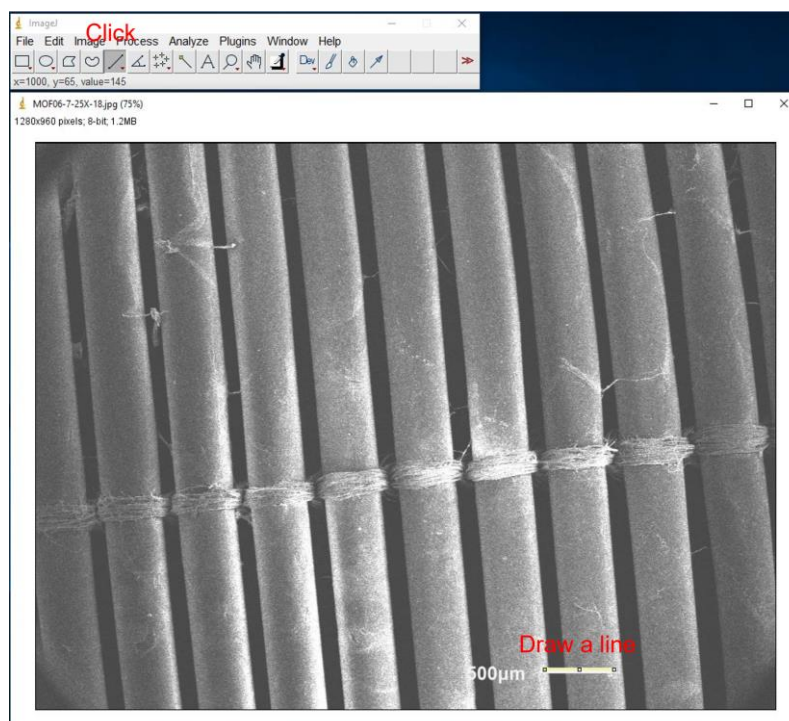 ImageJ
Click
File Edit Image Process Analyze Plugins Window Help
Dev
x=1000, y=65, value=145
MOF06-7-25X-18.jpg (75%)
1280x960 pixels; 8-bit; 1.2MB
Draw a line
500µm